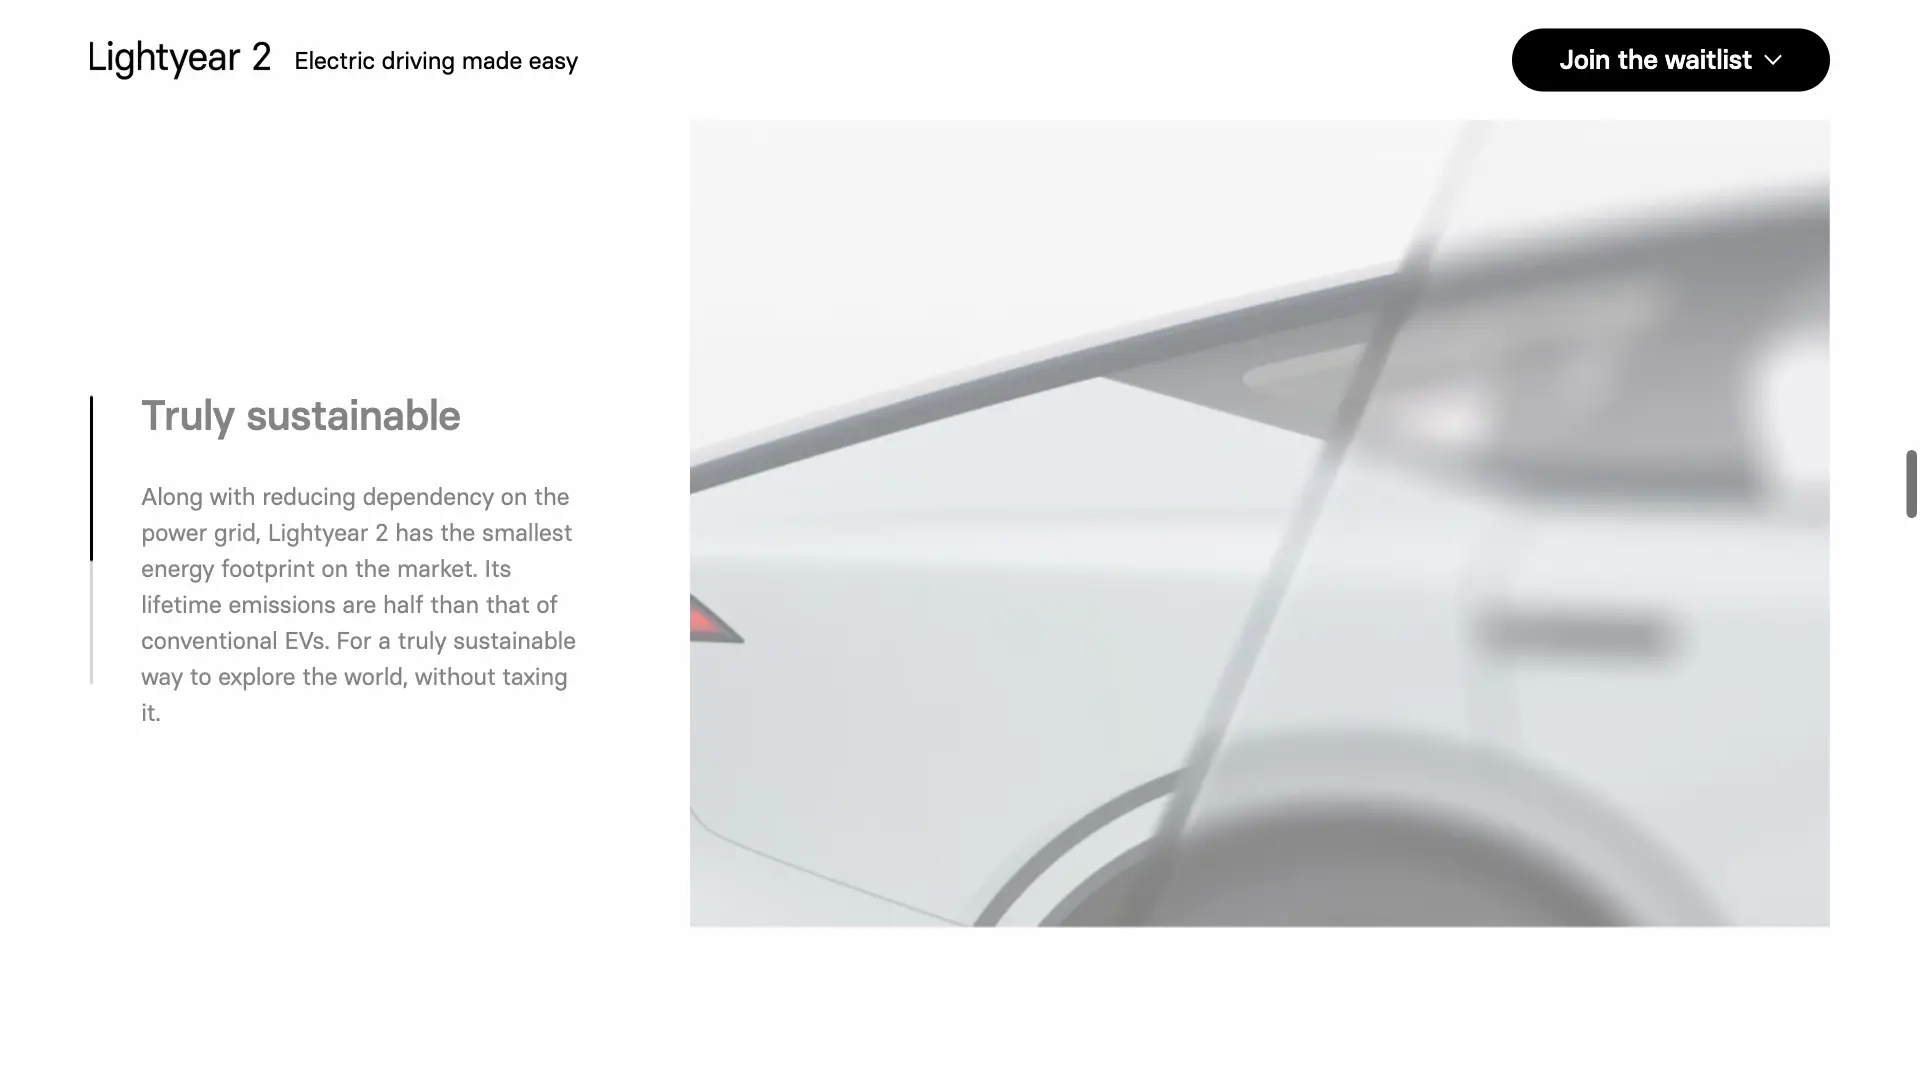 Lightyear 2 Electric driving made easy
Join the waitlist
Truly sustainable
Along with reducing dependency on the
power grid, Lightyear 2 has the smallest
energy footprint on the market. Its
lifetime emissions are half than that of
conventional EVs. For a truly sustainable
way to explore the world, without taxing
it.